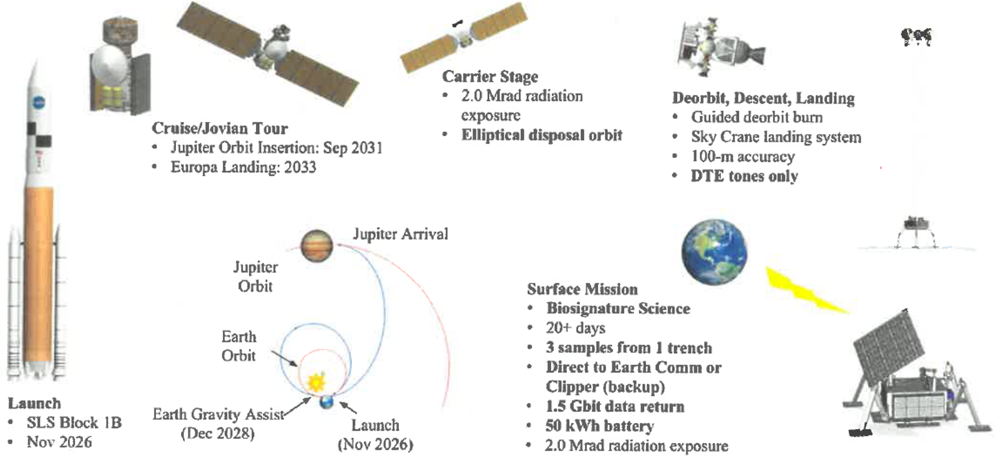 Cruise/Jovian Tour
• Jupiter Orbit Insertion: Sep 2031
• Europa Landing: 2033
Carrier Stage
• 2.0 Mrad radiation
exposure
• Elliptical disposal orbit
Deorbit, Descent, Landing
• Guided deorbit burn
• Sky Crane landing system
• 100-m accuracy
• DTE tones only
Jupiter Arrival
Jupiter
Orbit
Earth
Orbit
Earth Gravity Assist
(Dec 2028)
Launch
(Nov 2026)
Launch
• SLS Block 1B
• Nov 2026
Surface Mission
• Biosignature Science
• 20+ days
• 3 samples from 1 trench
• Direct to Earth Comm or
Clipper (backup)
• 1.5 Gbit data return
• 50 kWh battery
• 2.0 Mrad radiation exposure